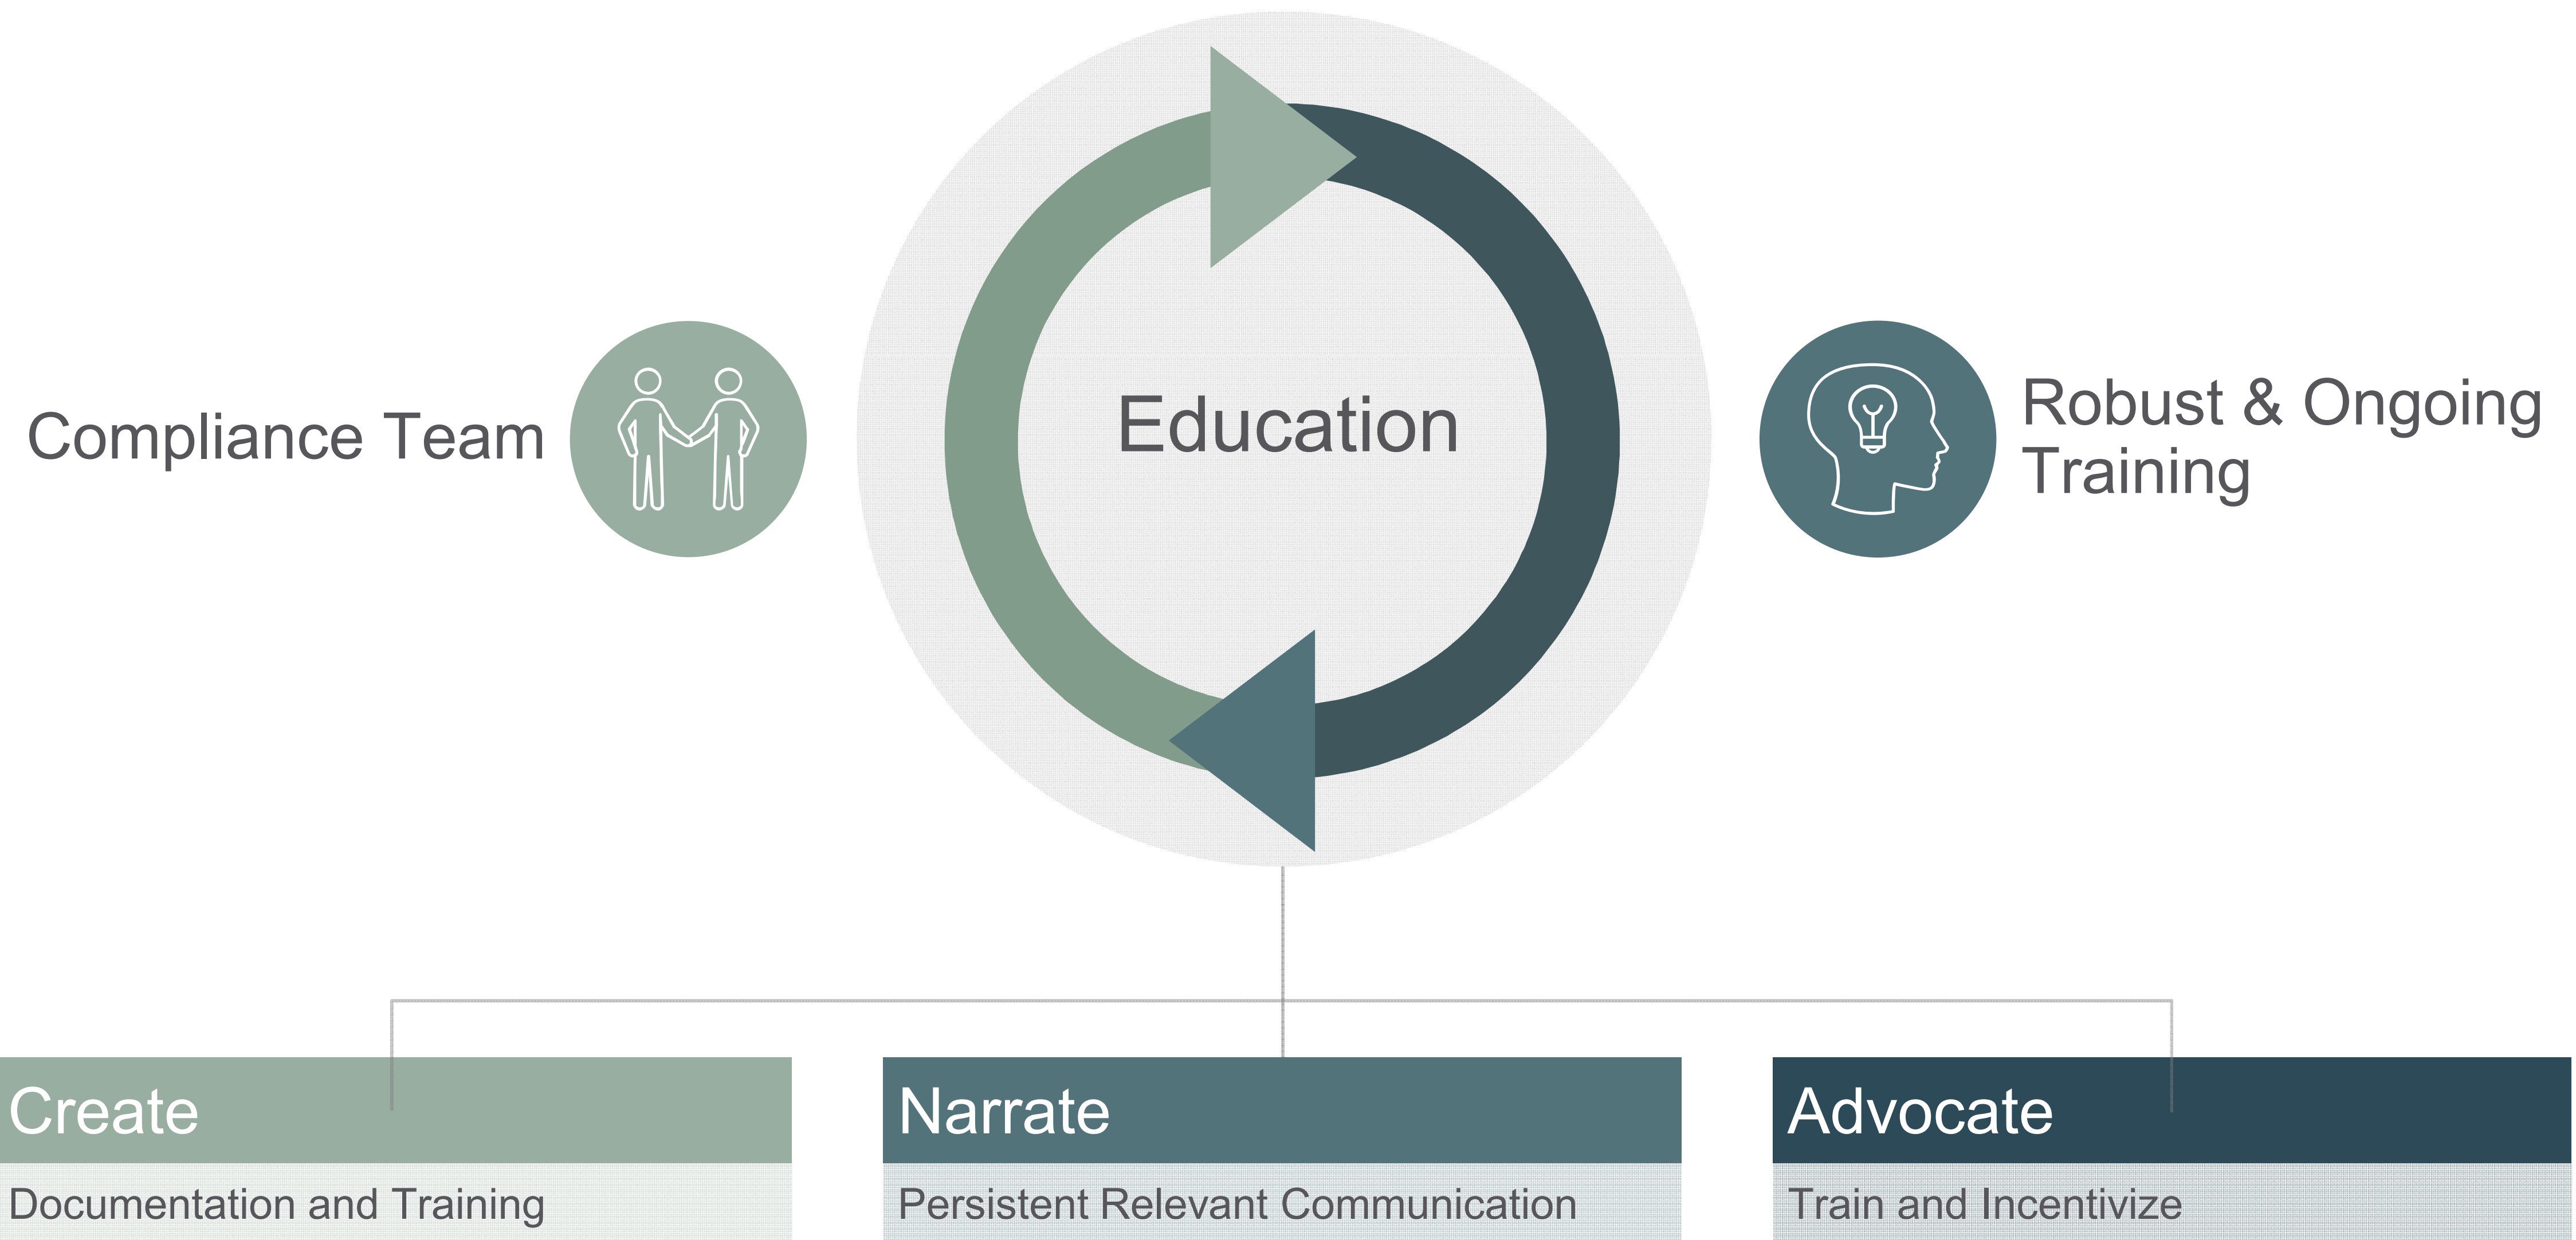 Education
Compliance Team
Robust & Ongoing
Training
Create
Documentation and Training
Narrate
Persistent Relevant Communication
Advocate
Train and Incentivize